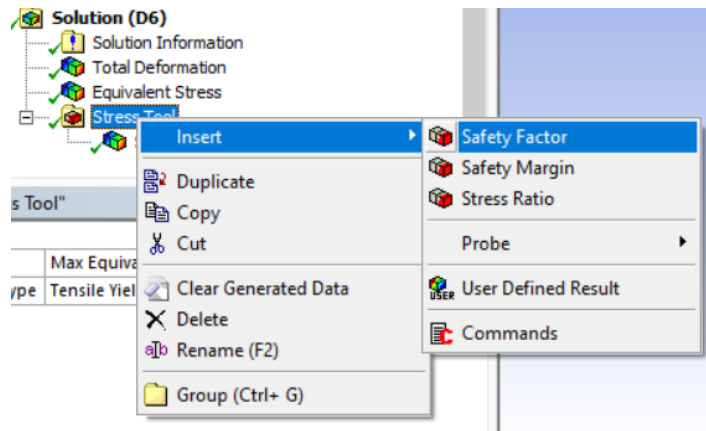 Solution (D6)
Solution Information
Total Deformation
Equivalent Stress
Stress Tool
Insert
Safety Factor
Safety Margin
Stress Ratio
Probe
User Defined Result
USER
Commands
Duplicate
Copy
Cut
Clear Generated Data
Delete
Rename (F2)
Group (Ctrl+ G)
s Tool"
Max Equiva
ype Tensile Yiel